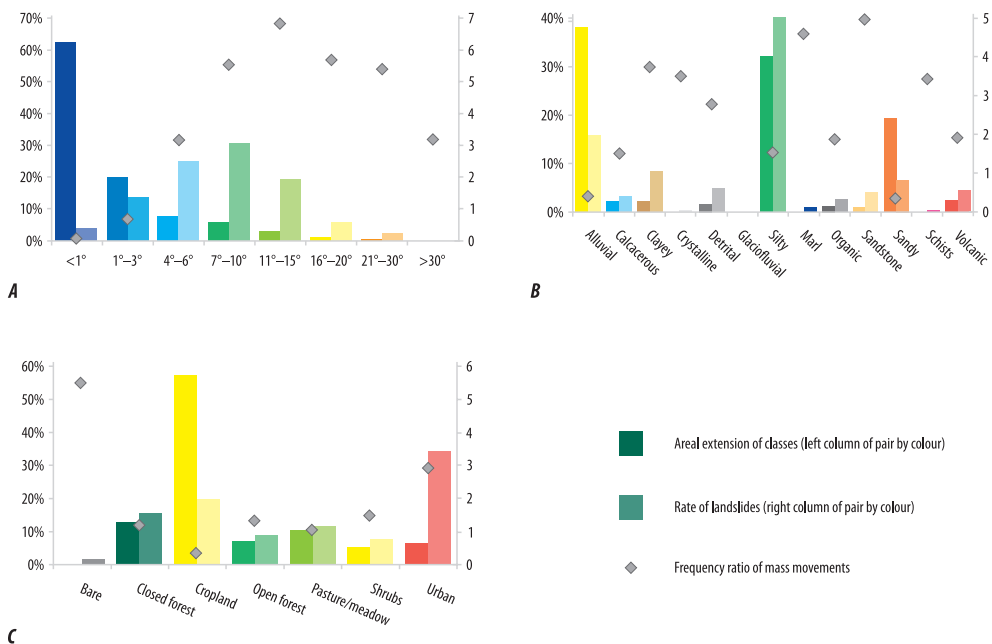 70%
60%
50%
40%
30%
20%
10%
0%
7
6
5
4
3
2
1
0
<1°
1°–3°
4°–6°
7°–10°
11°–15°
16°–20°
21°–30°
>30°
A
40%
30%
20%
10%
0%
5
4
3
2
1
0
Alluvial
Calcacerous
Clayey
Crystalline
Detrital
Glaciofluvial
Silty
Marl
Organic
Sandstone
Sandy
Schists
Volcanic
B
60%
50%
40%
30%
20%
10%
0%
6
5
4
3
2
1
0
Bare
Closed forest
Cropland
Open forest
Pasture/meadow
Shrubs
Urban
C
Areal extension of classes (left column of pair by colour)
Rate of landslides (right column of pair by colour)
Frequency ratio of mass movements